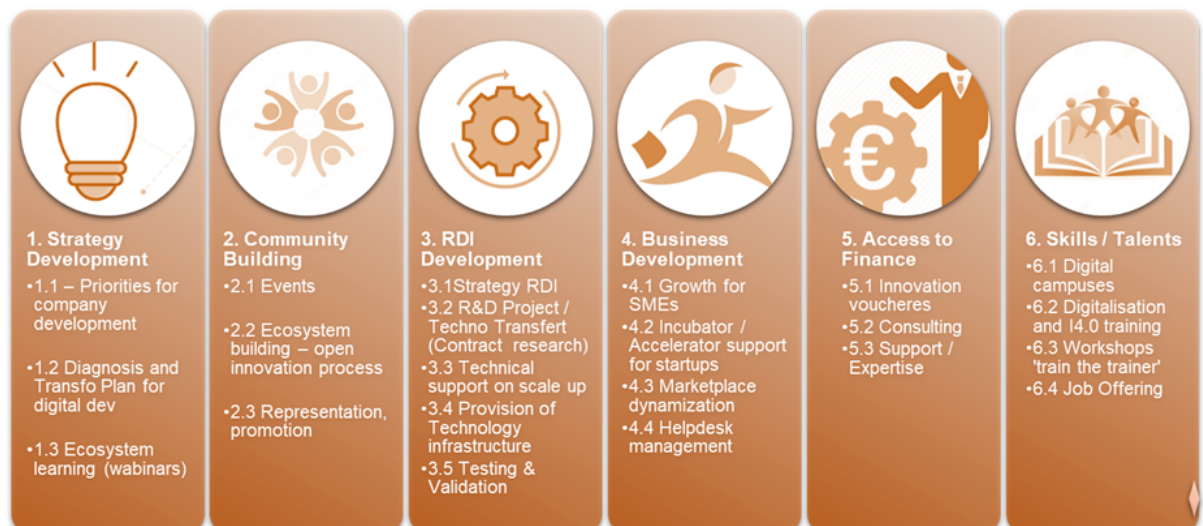 1. Strategy
Development
•1.1 – Priorities for
company
development
•1.2 Diagnosis and
Transfo Plan for
digital dev
•1.3 Ecosystem
learning (wabinars)
2. Community
Building
•2.1 Events
•2.2 Ecosystem
building – open
innovation process
•2.3 Representation,
promotion
3. RDI
Development
•3.1Strategy RDI
•3.2 R&D Project /
Techno Transfert
(Contract research)
•3.3 Technical
support on scale up
•3.4 Provision of
Technology
infrastructure
•3.5 Testing &
Validation
4. Business
Development
•4.1 Growth for
SMEs
•4.2 Incubator /
Accelerator support
for startups
•4.3 Marketplace
dynamization
•4.4 Helpdesk
management
€
5. Access to
Finance
•5.1 Innovation
voucheres
•5.2 Consulting
•5.3 Support /
Expertise
6. Skills / Talents
•6.1 Digital
campuses
•6.2 Digitalisation
and I4.0 training
•6.3 Workshops
'train the trainer'
•6.4 Job Offering